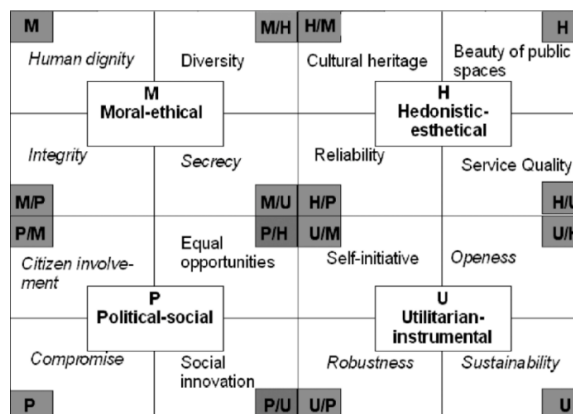 M
M/H
H/M
H
Human dignity
Diversity
Cultural heritage
Beauty of public
spaces
M
Moral-ethical
H
Hedonistic-
esthetical
Integrity
Secrecy
Reliability
Service Quality
M/P
M/U
H/P
H/U
P/M
P/H
U/M
U/H
Citizen involve-
ment
Equal
opportunities
Self-initiative
Openess
P
Political-social
U
Utilitarian-
instrumental
Compromise
Social
innovation
Robustness
Sustainability
P
P/U
U/P
U